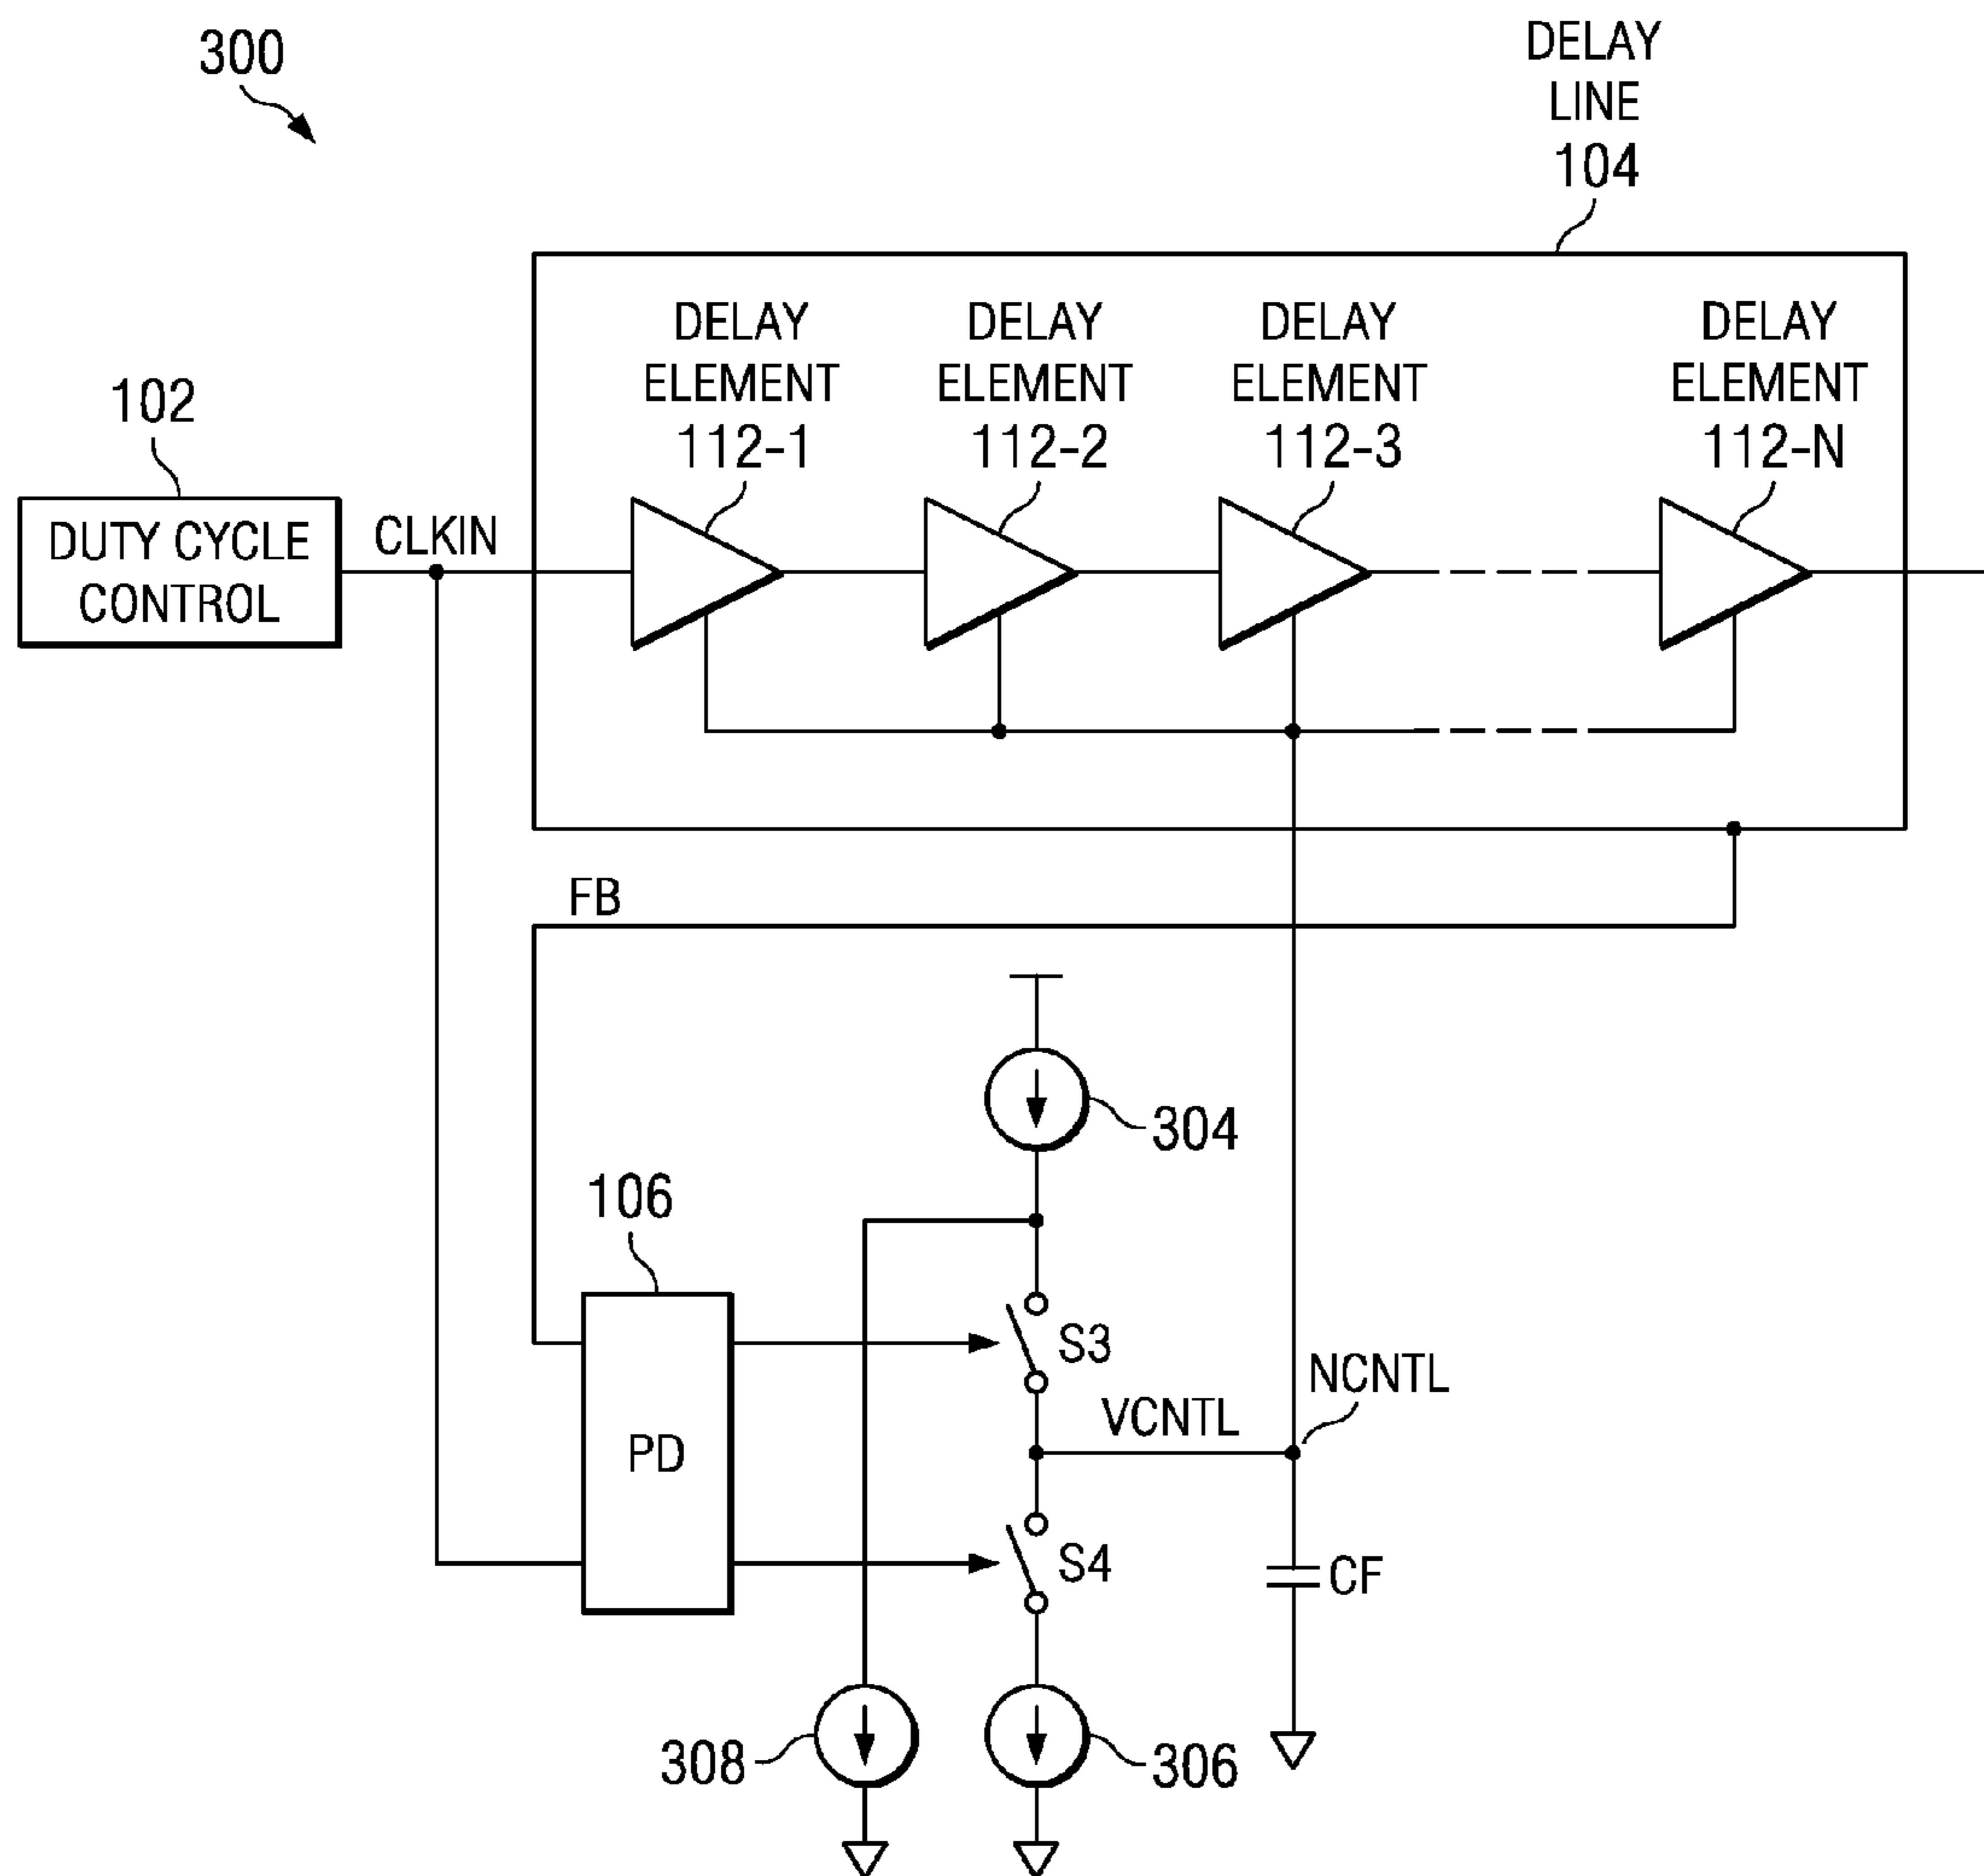 300
DELAY
LINE
104
DELAY
ELEMENT
112-1
DELAY
ELEMENT
112-2
DELAY
ELEMENT
112-3
DELAY
ELEMENT
112-N
102
DUTY CYCLE
CONTROL
CLKIN
FB
304
106
S3
NCNTL
VCNTL
PD
S4
CF
308
306